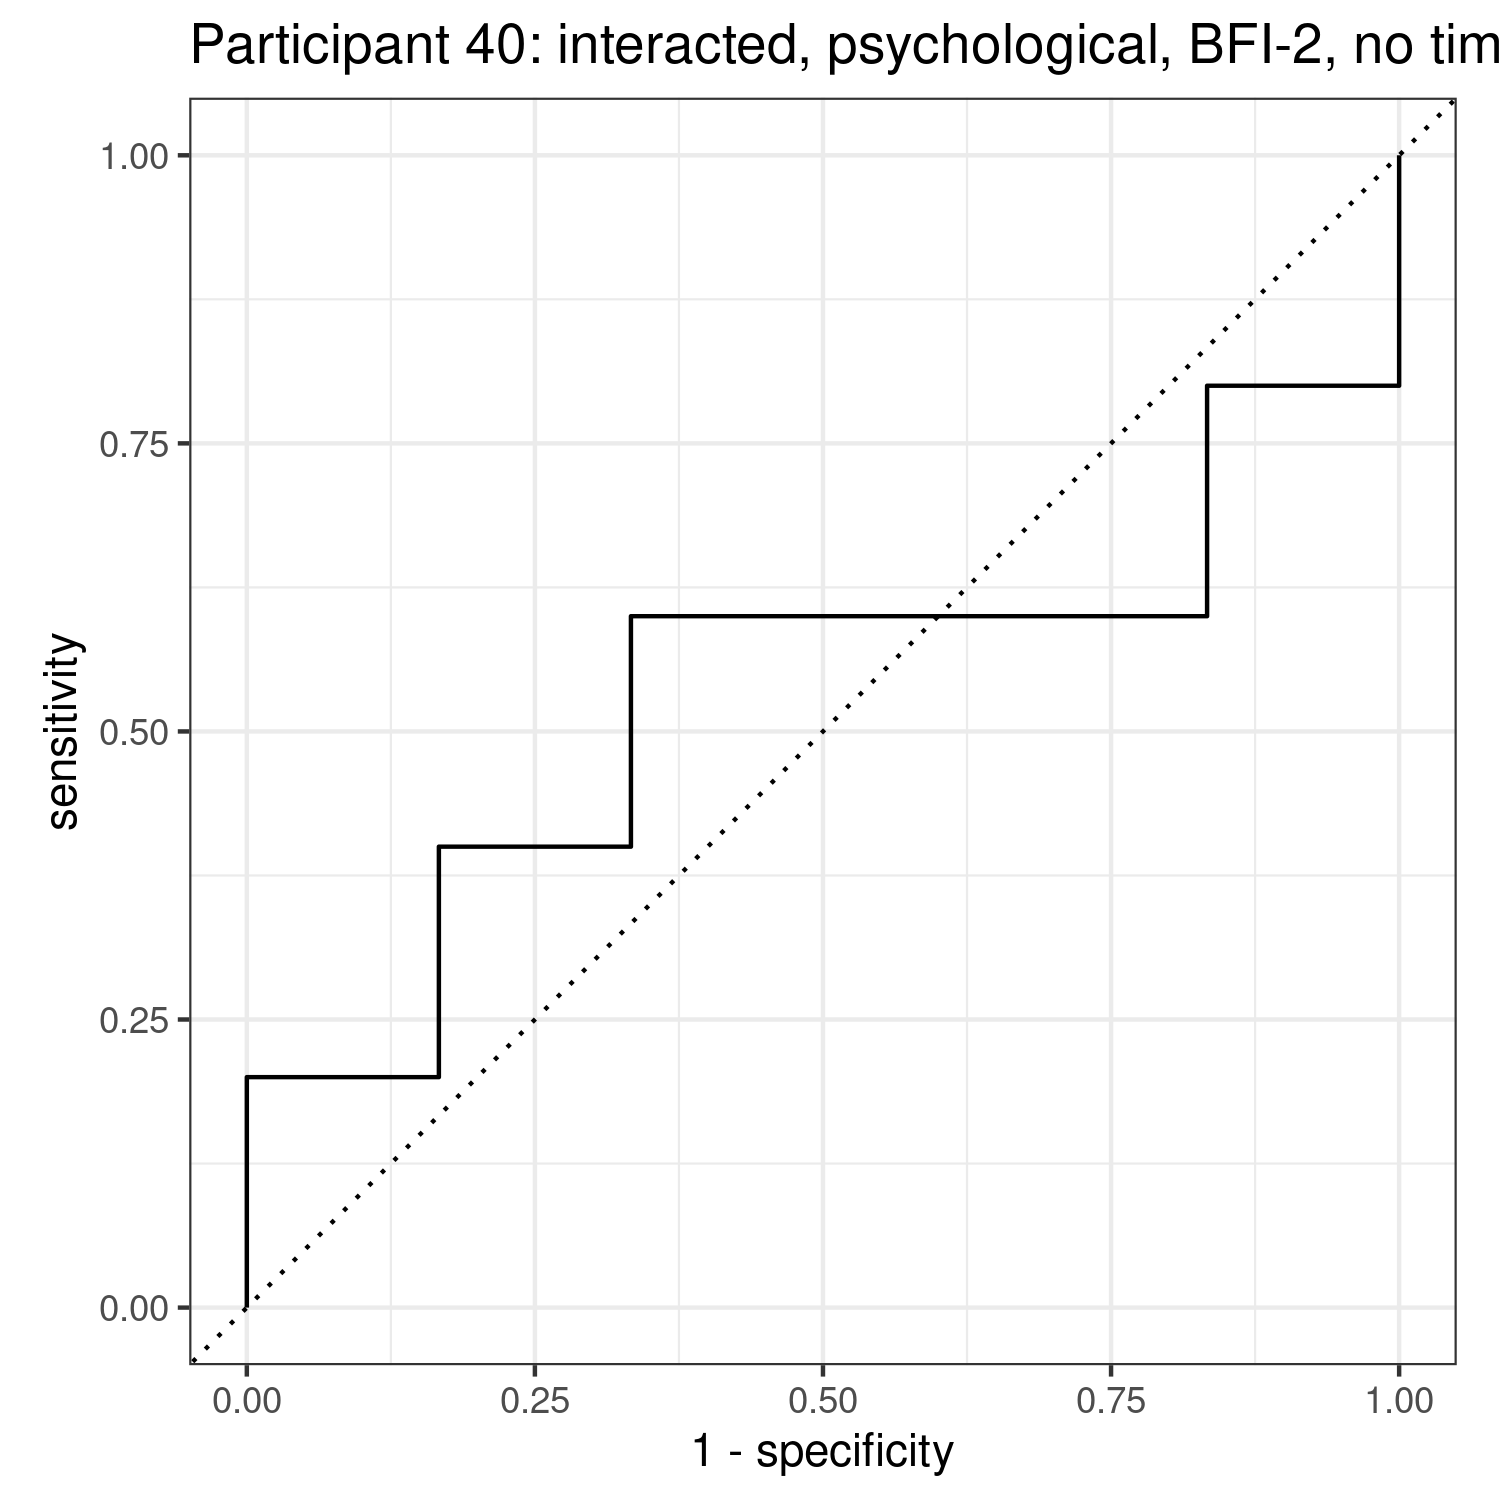 Participant 40: interacted, psychological, BFI-2, no tim
1.00
0.75
0.50
0.25
0.00
sensitivity
0.00 0.25 0.50 0.75 1.00
1 - specificity